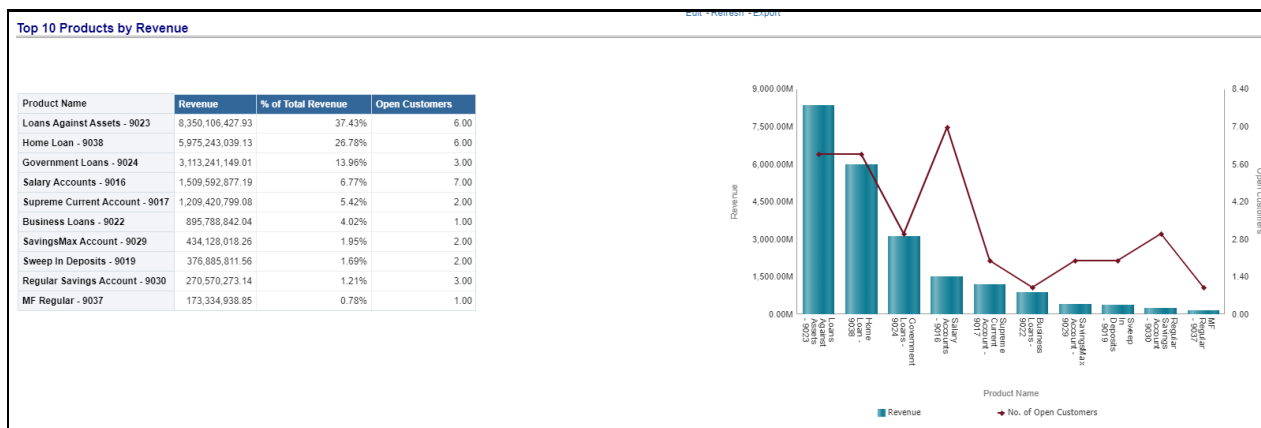 Edit - Refresh - Export
Top 10 Products by Revenue
Product Name Revenue % of Total Revenue Open Customers
Loans Against Assets - 9023 8,350,106,427.93 37.43% 6.00
Home Loan - 9038 5,975,243,039.13 26.78% 6.00
Government Loans - 9024 3,113,241,149.01 13.96% 3.00
Salary Accounts - 9016 1,509,592,877.19 6.77% 7.00
Supreme Current Account - 9017 1,209,420,799.08 5.42% 2.00
Business Loans - 9022 895,788,842.04 4.02% 1.00
SavingsMax Account - 9029 434,128,018.26 1.95% 2.00
Sweep In Deposits - 9019 376,885,811.56 1.69% 2.00
Regular Savings Account - 9030 270,570,273.14 1.21% 3.00
MF Regular - 9037 173,334,938.85 0.78% 1.00
Revenue
9,000.00M
7,500.00M
6,000.00M
4,500.00M
3,000.00M
1,500.00M
0.00M
8.40
7.00
5.60
4.20
2.80
1.40
0.00
Open Customers
Loans
Against
Assets
- 9023
Home
Loan -
9038
Government
Loans -
9024
Salary
Accounts
- 9016
Supreme
Current
Account -
9017
Business
Loans -
9022
SavingsMax
Account -
9029
Sweep
In
Deposits
- 9019
Regular
Savings
Account
- 9030
MF
Regular
- 9037
Product Name
Revenue
No. of Open Customers